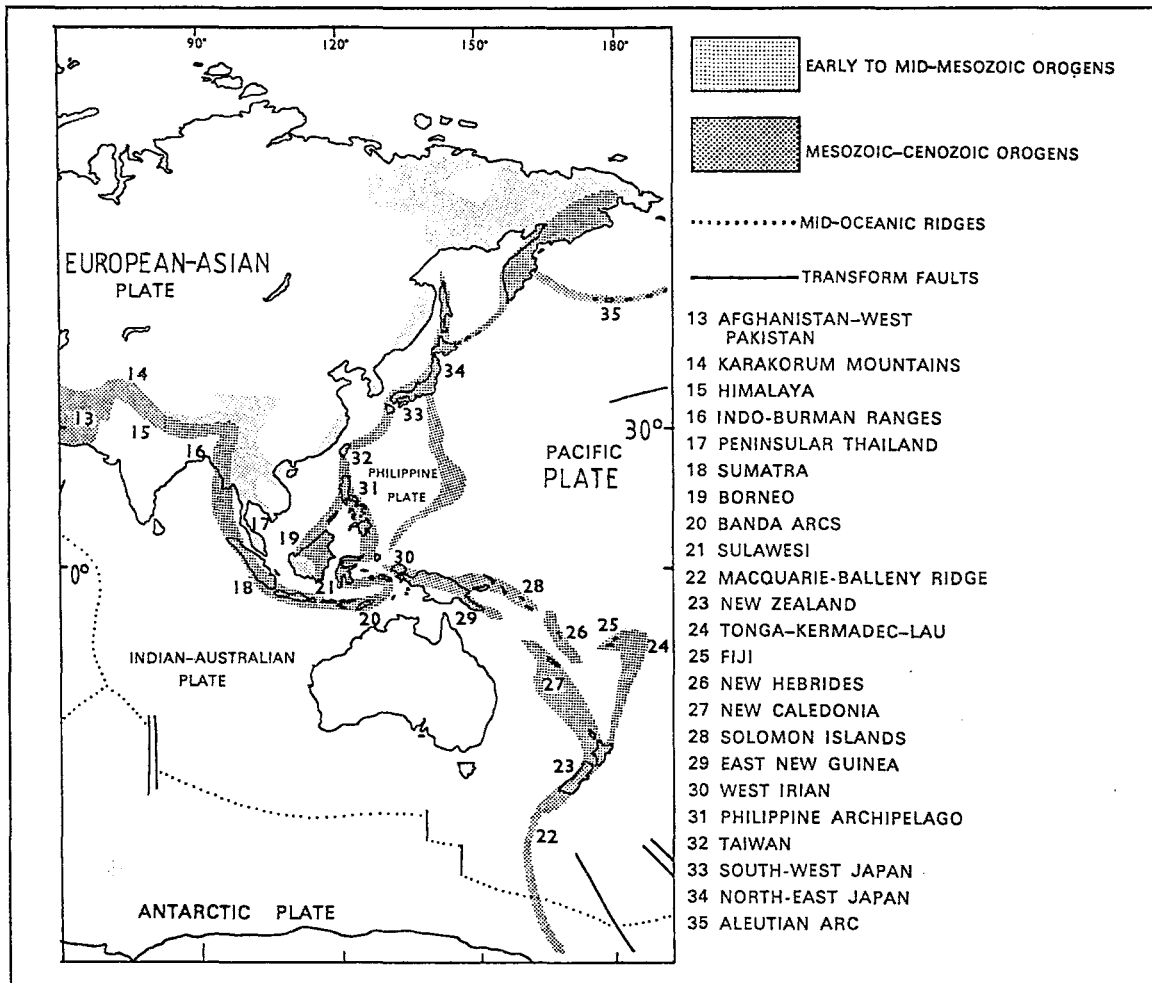 90°
120°
150°
180°
EUROPEAN-ASIAN
PLATE
14
13
15
16
17
18
19
20
21
22
23
24
25
26
27
28
29
30
31
32
33
34
35
30°
0°
PACIFIC
PLATE
PHILIPPINE
PLATE
INDIAN-AUSTRALIAN
PLATE
ANTARCTIC PLATE
EARLY TO MID-MESOZOIC OROGENS
MESOZOIC-CENOZOIC OROGENS
MID-OCEANIC RIDGES
TRANSFORM FAULTS
13 AFGHANISTAN-WEST
PAKISTAN
14 KARAKORUM MOUNTAINS
15 HIMALAYA
16 INDO-BURMAN RANGES
17 PENINSULAR THAILAND
18 SUMATRA
19 BORNEO
20 BANDA ARCS
21 SULAWESI
22 MACQUARIE-BALLENY RIDGE
23 NEW ZEALAND
24 TONGA-KERMADEC-LAU
25 FIJI
26 NEW HEBRIDES
27 NEW CALEDONIA
28 SOLOMON ISLANDS
29 EAST NEW GUINEA
30 WEST IRIAN
31 PHILIPPINE ARCHIPELAGO
32 TAIWAN
33 SOUTH-WEST JAPAN
34 NORTH-EAST JAPAN
35 ALEUTIAN ARC